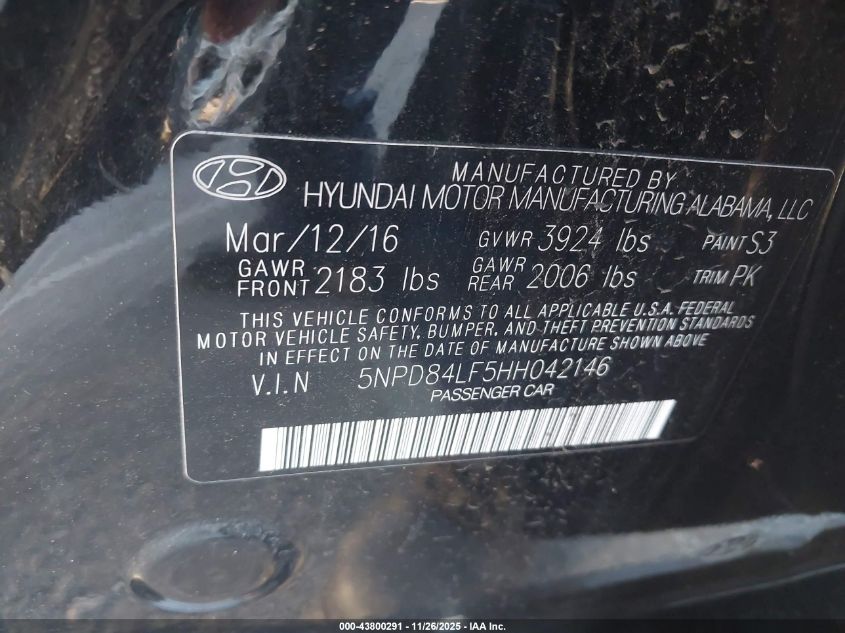 MANUFACTURED BY
HYUNDAI MOTOR MANUFACTURING ALABAMA, LLC
Mar/12/16 GVWR 3924 lbs PAINT S3
GAWR FRONT 2183 lbs GAWR REAR 2006 lbs TRIM PK
THIS VEHICLE CONFORMS TO ALL APPLICABLE U.S.A. FEDERAL
MOTOR VEHICLE SAFETY, BUMPER, AND THEFT PREVENTION STANDARDS
IN EFFECT ON THE DATE OF MANUFACTURE SHOWN ABOVE
V.I.N 5NPD84LF5HH042146
PASSENGER CAR
000-43800291 - 11/26/2025 - IAA Inc.